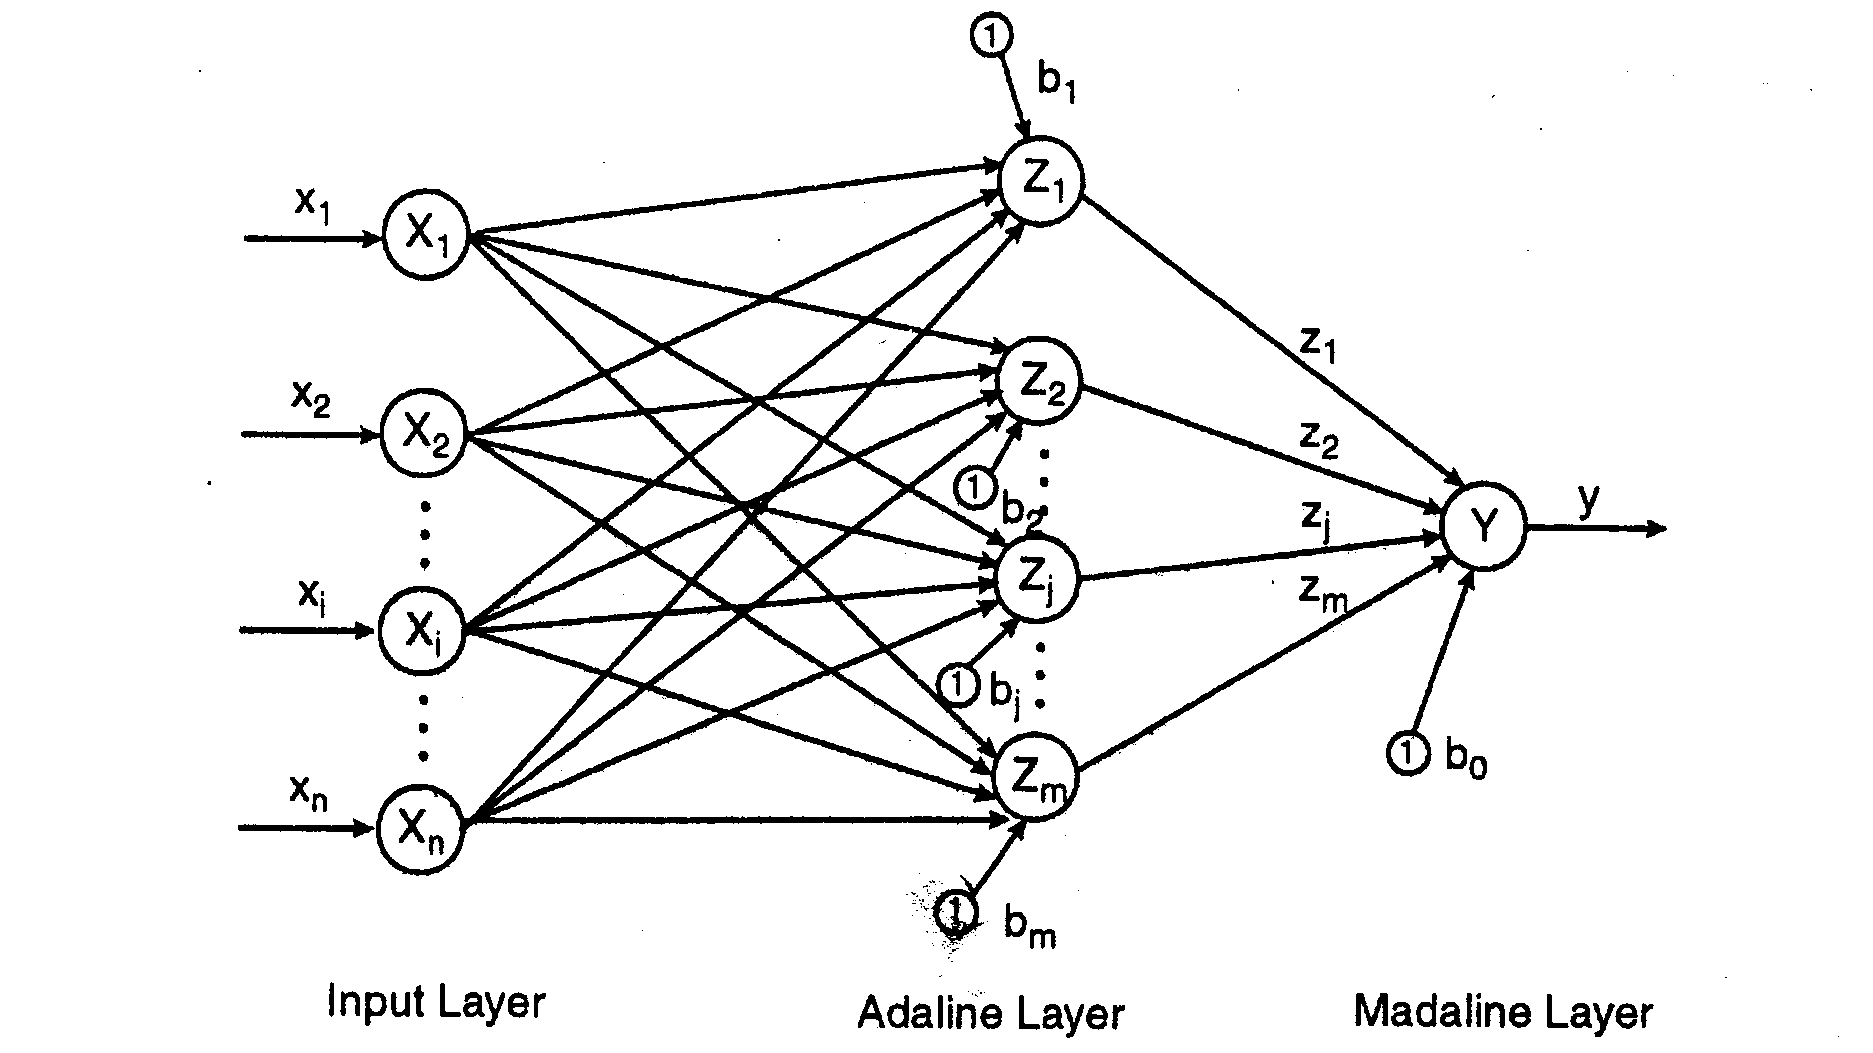 1
b1
x1
X1
Z1
z1
x2
X2
Z2
z2
1
b2
zj
Y
y
xi
Xi
Zj
zm
1
bj
1
b0
xn
Xn
Zm
1
bm
Input Layer
Adaline Layer
Madaline Layer